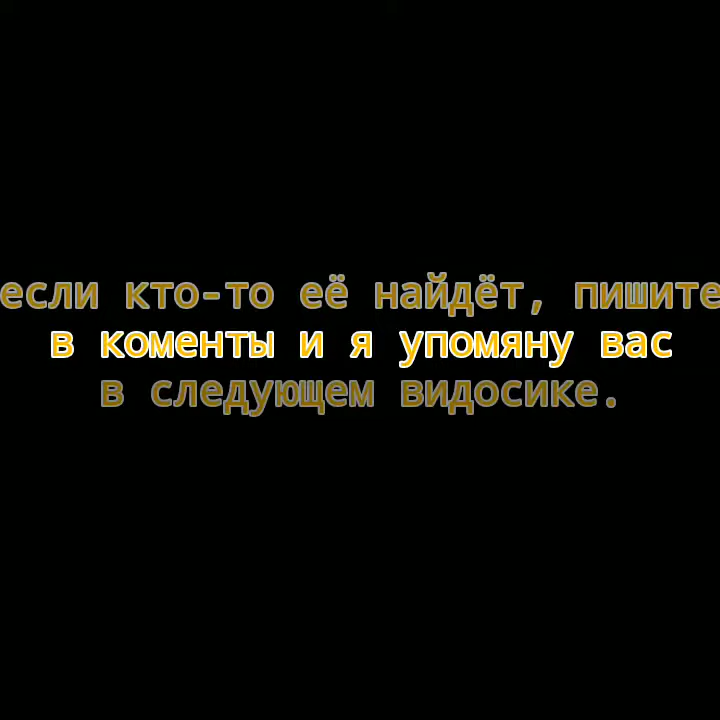 если кто-то её найдёт, пишите
в коменты и я упомяну вас
в следующем видосике.